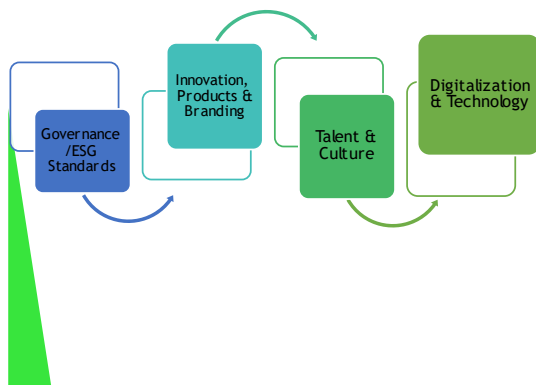 Governance
/ESG
Standards
Innovation,
Products &
Branding
Talent &
Culture
Digitalization
& Technology